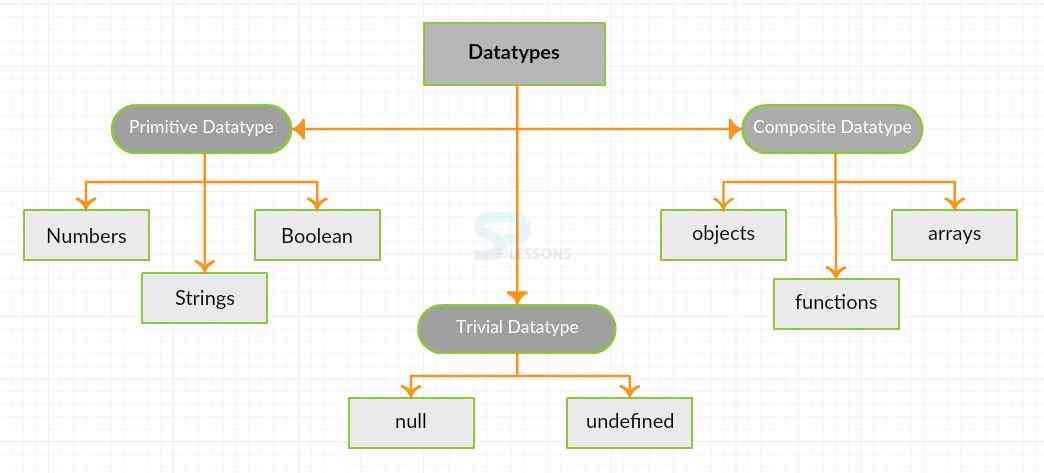 Datatypes
Primitive Datatype
Composite Datatype
Numbers
Boolean
Strings
objects
arrays
functions
SP
LESSONS
Trivial Datatype
null
undefined